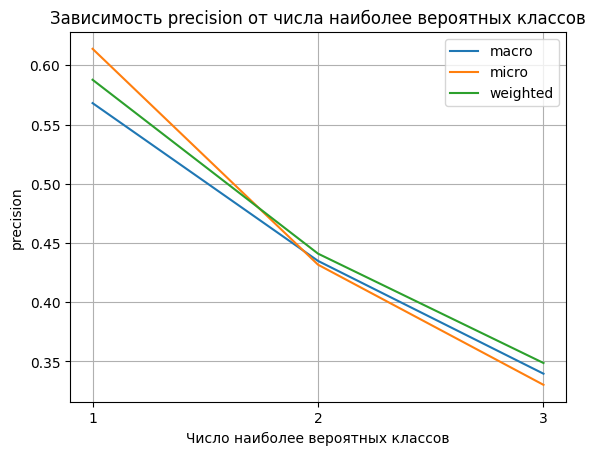 Зависимость precision от числа наиболее вероятных классов
macro
micro
weighted
precision
0.60
0.55
0.50
0.45
0.40
0.35
1
2
3
Число наиболее вероятных классов